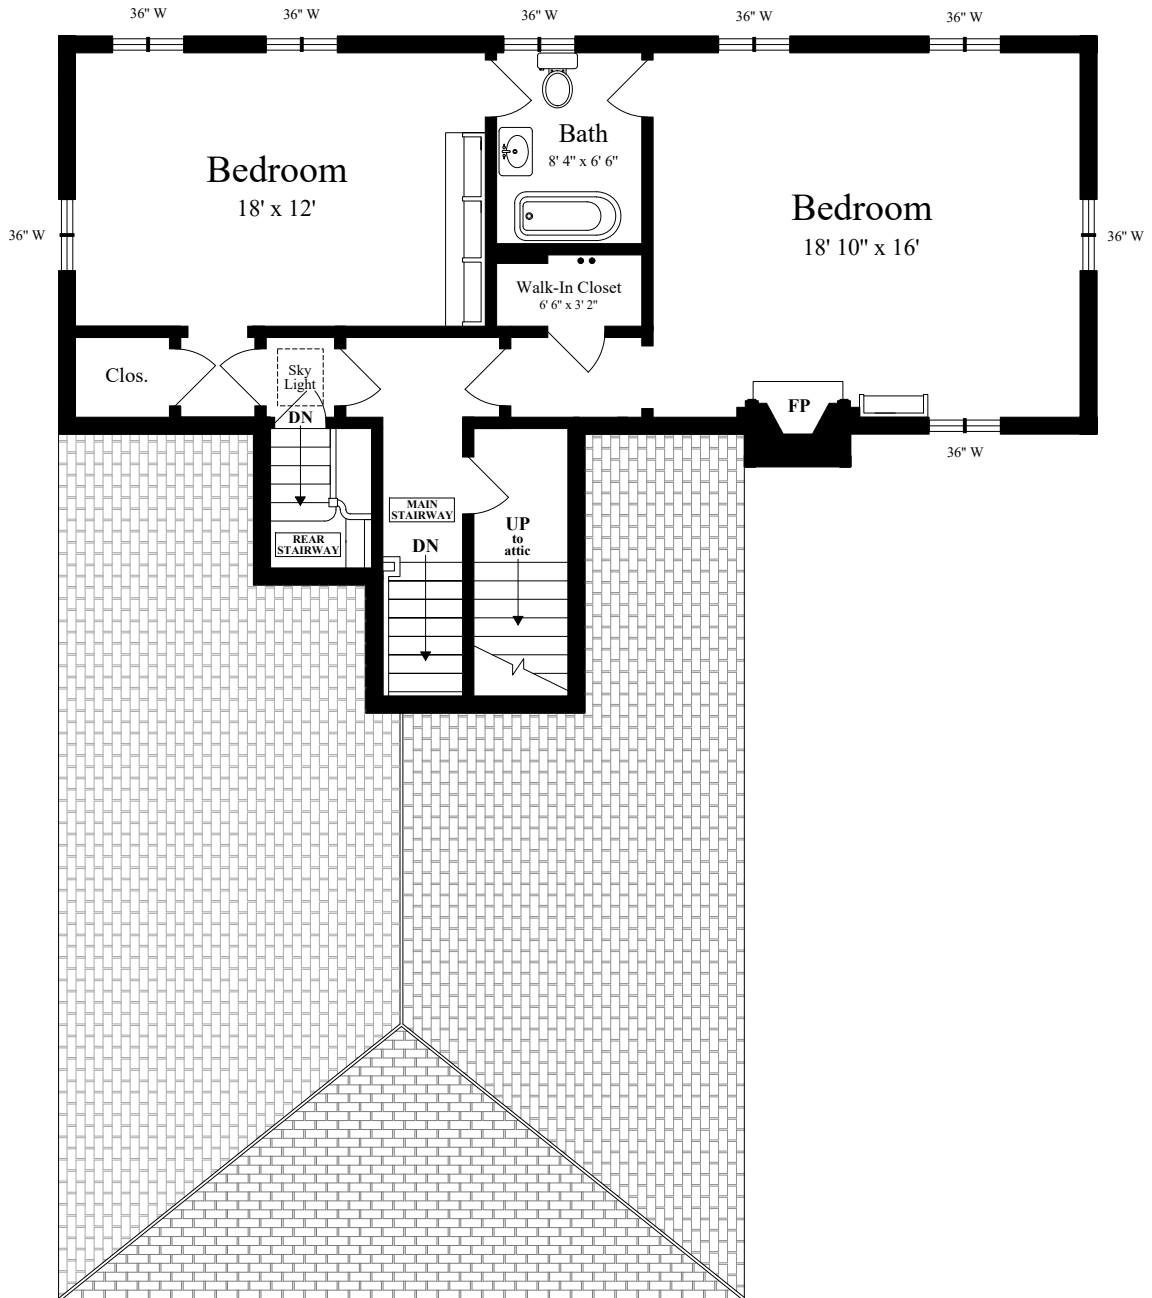 36" W
36" W
36" W
36" W
36" W
Bath
8' 4" x 6' 6"
Bedroom
18' x 12'
Bedroom
18' 10" x 16'
36" W
36" W
Walk-In Closet
6' 6" x 3' 2"
Clos.
Sky
Light
DN
FP
36" W
MAIN
STAIRWAY
UP
to
attic
REAR
STAIRWAY
DN